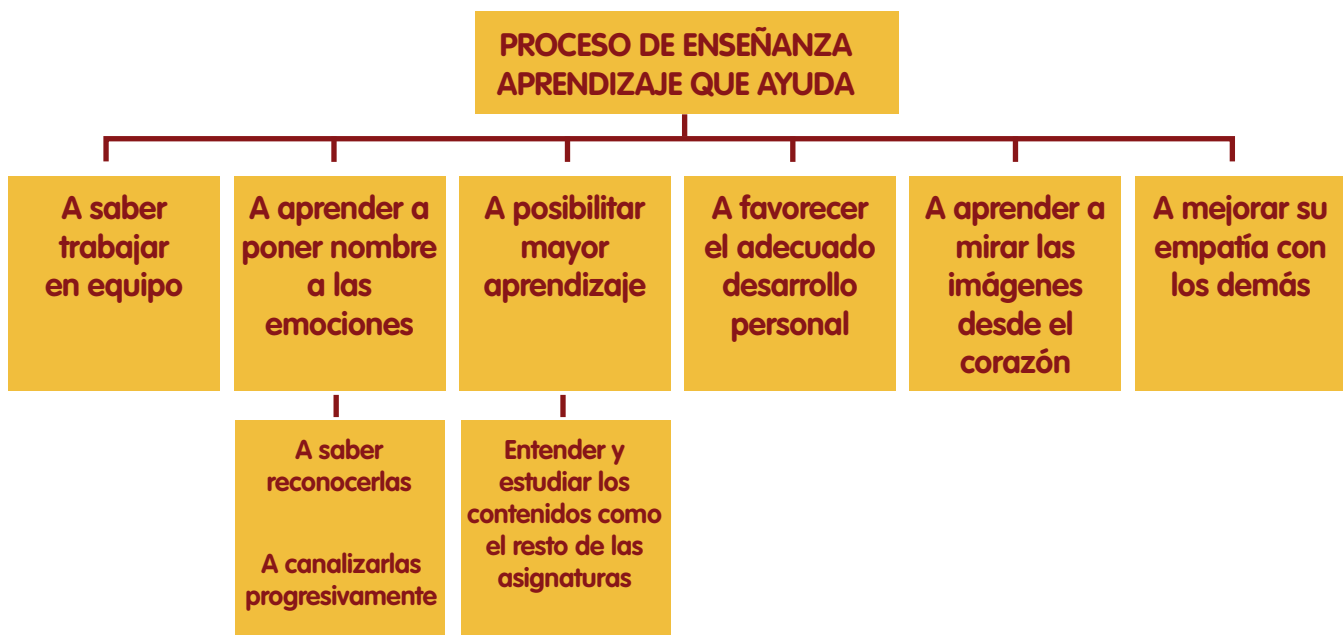 PROCESO DE ENSEÑANZA
APRENDIZAJE QUE AYUDA
A saber
trabajar
en equipo
A aprender a
poner nombre
a las
emociones
A posibilitar
mayor
aprendizaje
A favorecer
el adecuado
desarrollo
personal
A aprender a
mirar las
imágenes
desde el
corazón
A mejorar su
empatía con
los demás
A saber
reconocerlas
A canalizarlas
progresivamente
Entender y
estudiar los
contenidos como
el resto de las
asignaturas